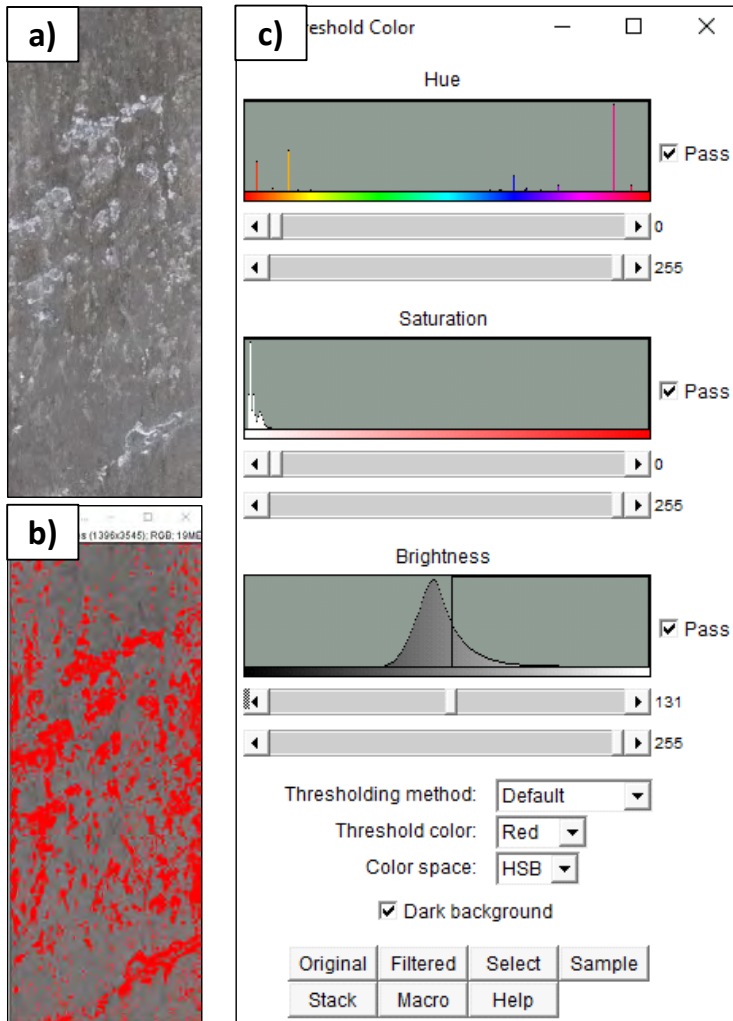 a)
b)
s (1396x3545); RGB; 19ME
c)
reshold Color
Hue
Pass
0
255
Saturation
Pass
0
255
Brightness
Pass
131
255
Thresholding method: Default
Threshold color: Red
Color space: HSB
Dark background
Original Filtered Select Sample
Stack Macro Help